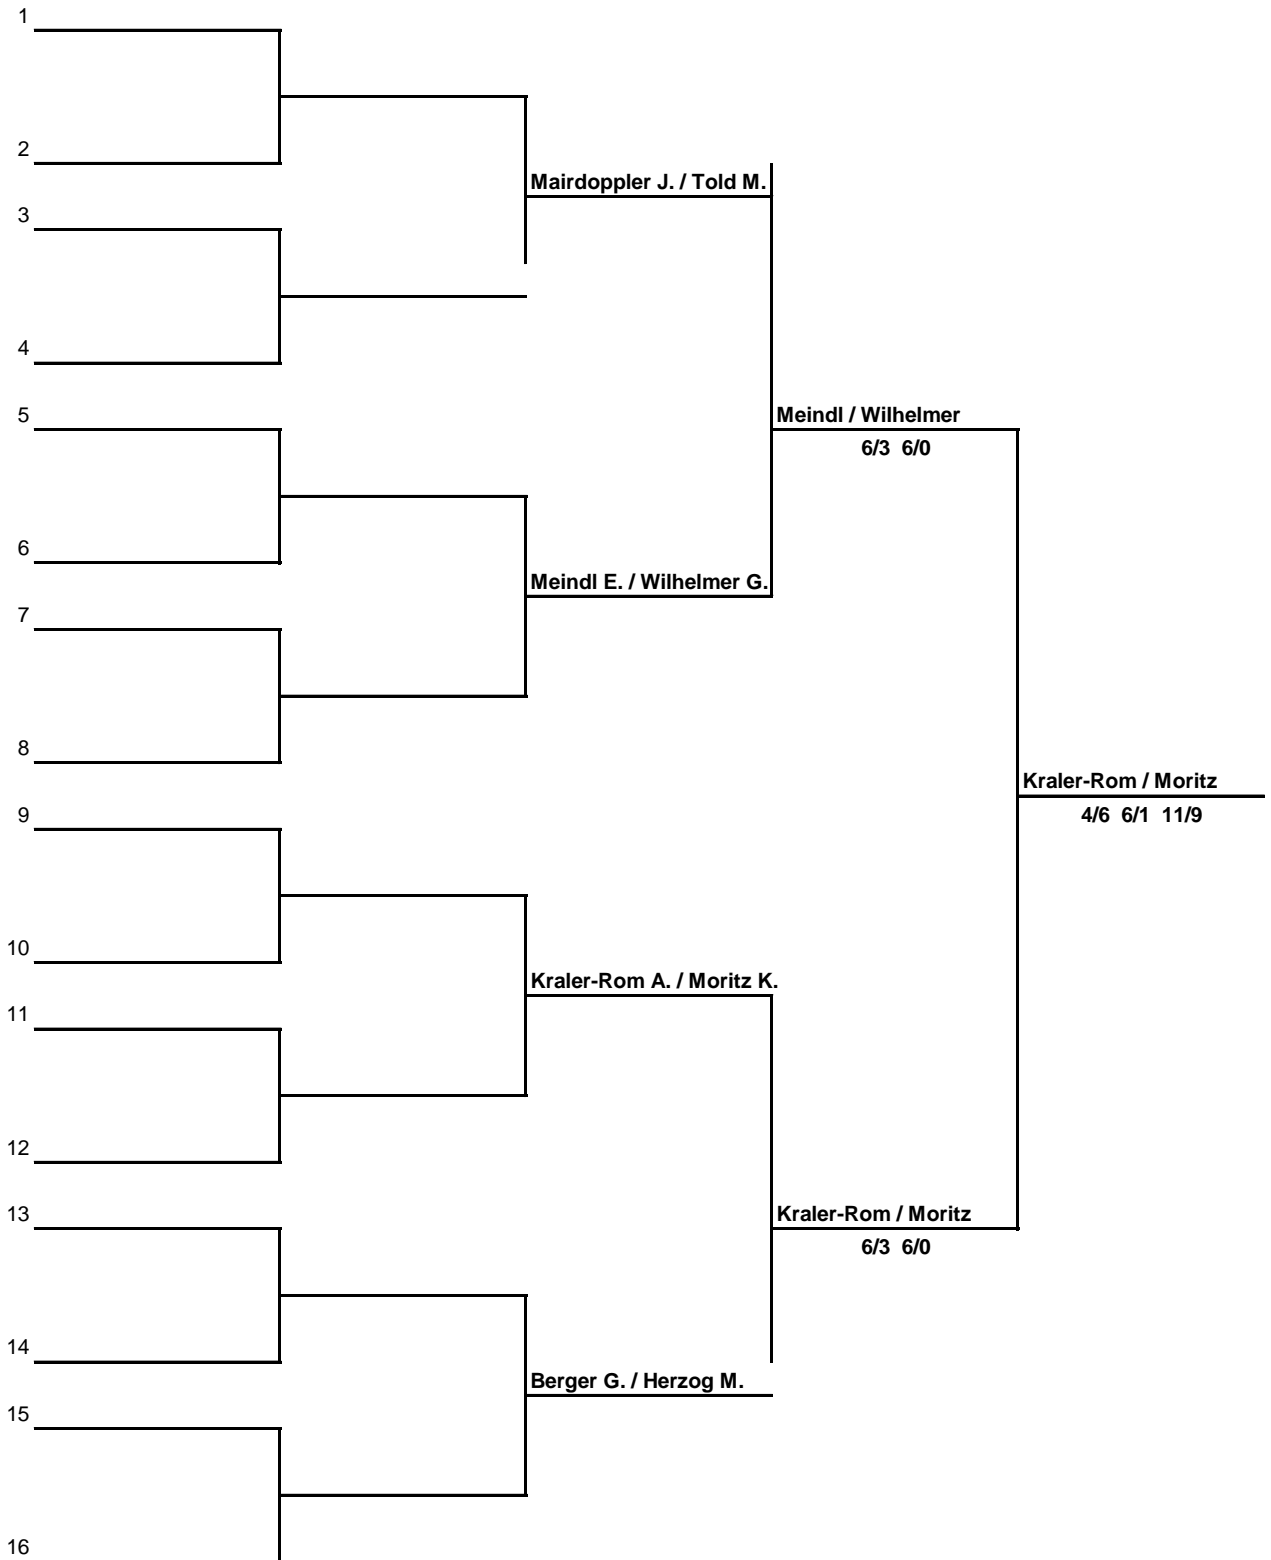 1
2
Mairdoppler J. / Told M.
3
4
5
Meindl / Wilhelmer
6/3 6/0
6
Meindl E. / Wilhelmer G.
7
8
Kraler-Rom / Moritz
4/6 6/1 11/9
9
10
Kraler-Rom A. / Moritz K.
11
12
13
Kraler-Rom / Moritz
6/3 6/0
14
Berger G. / Herzog M.
15
16